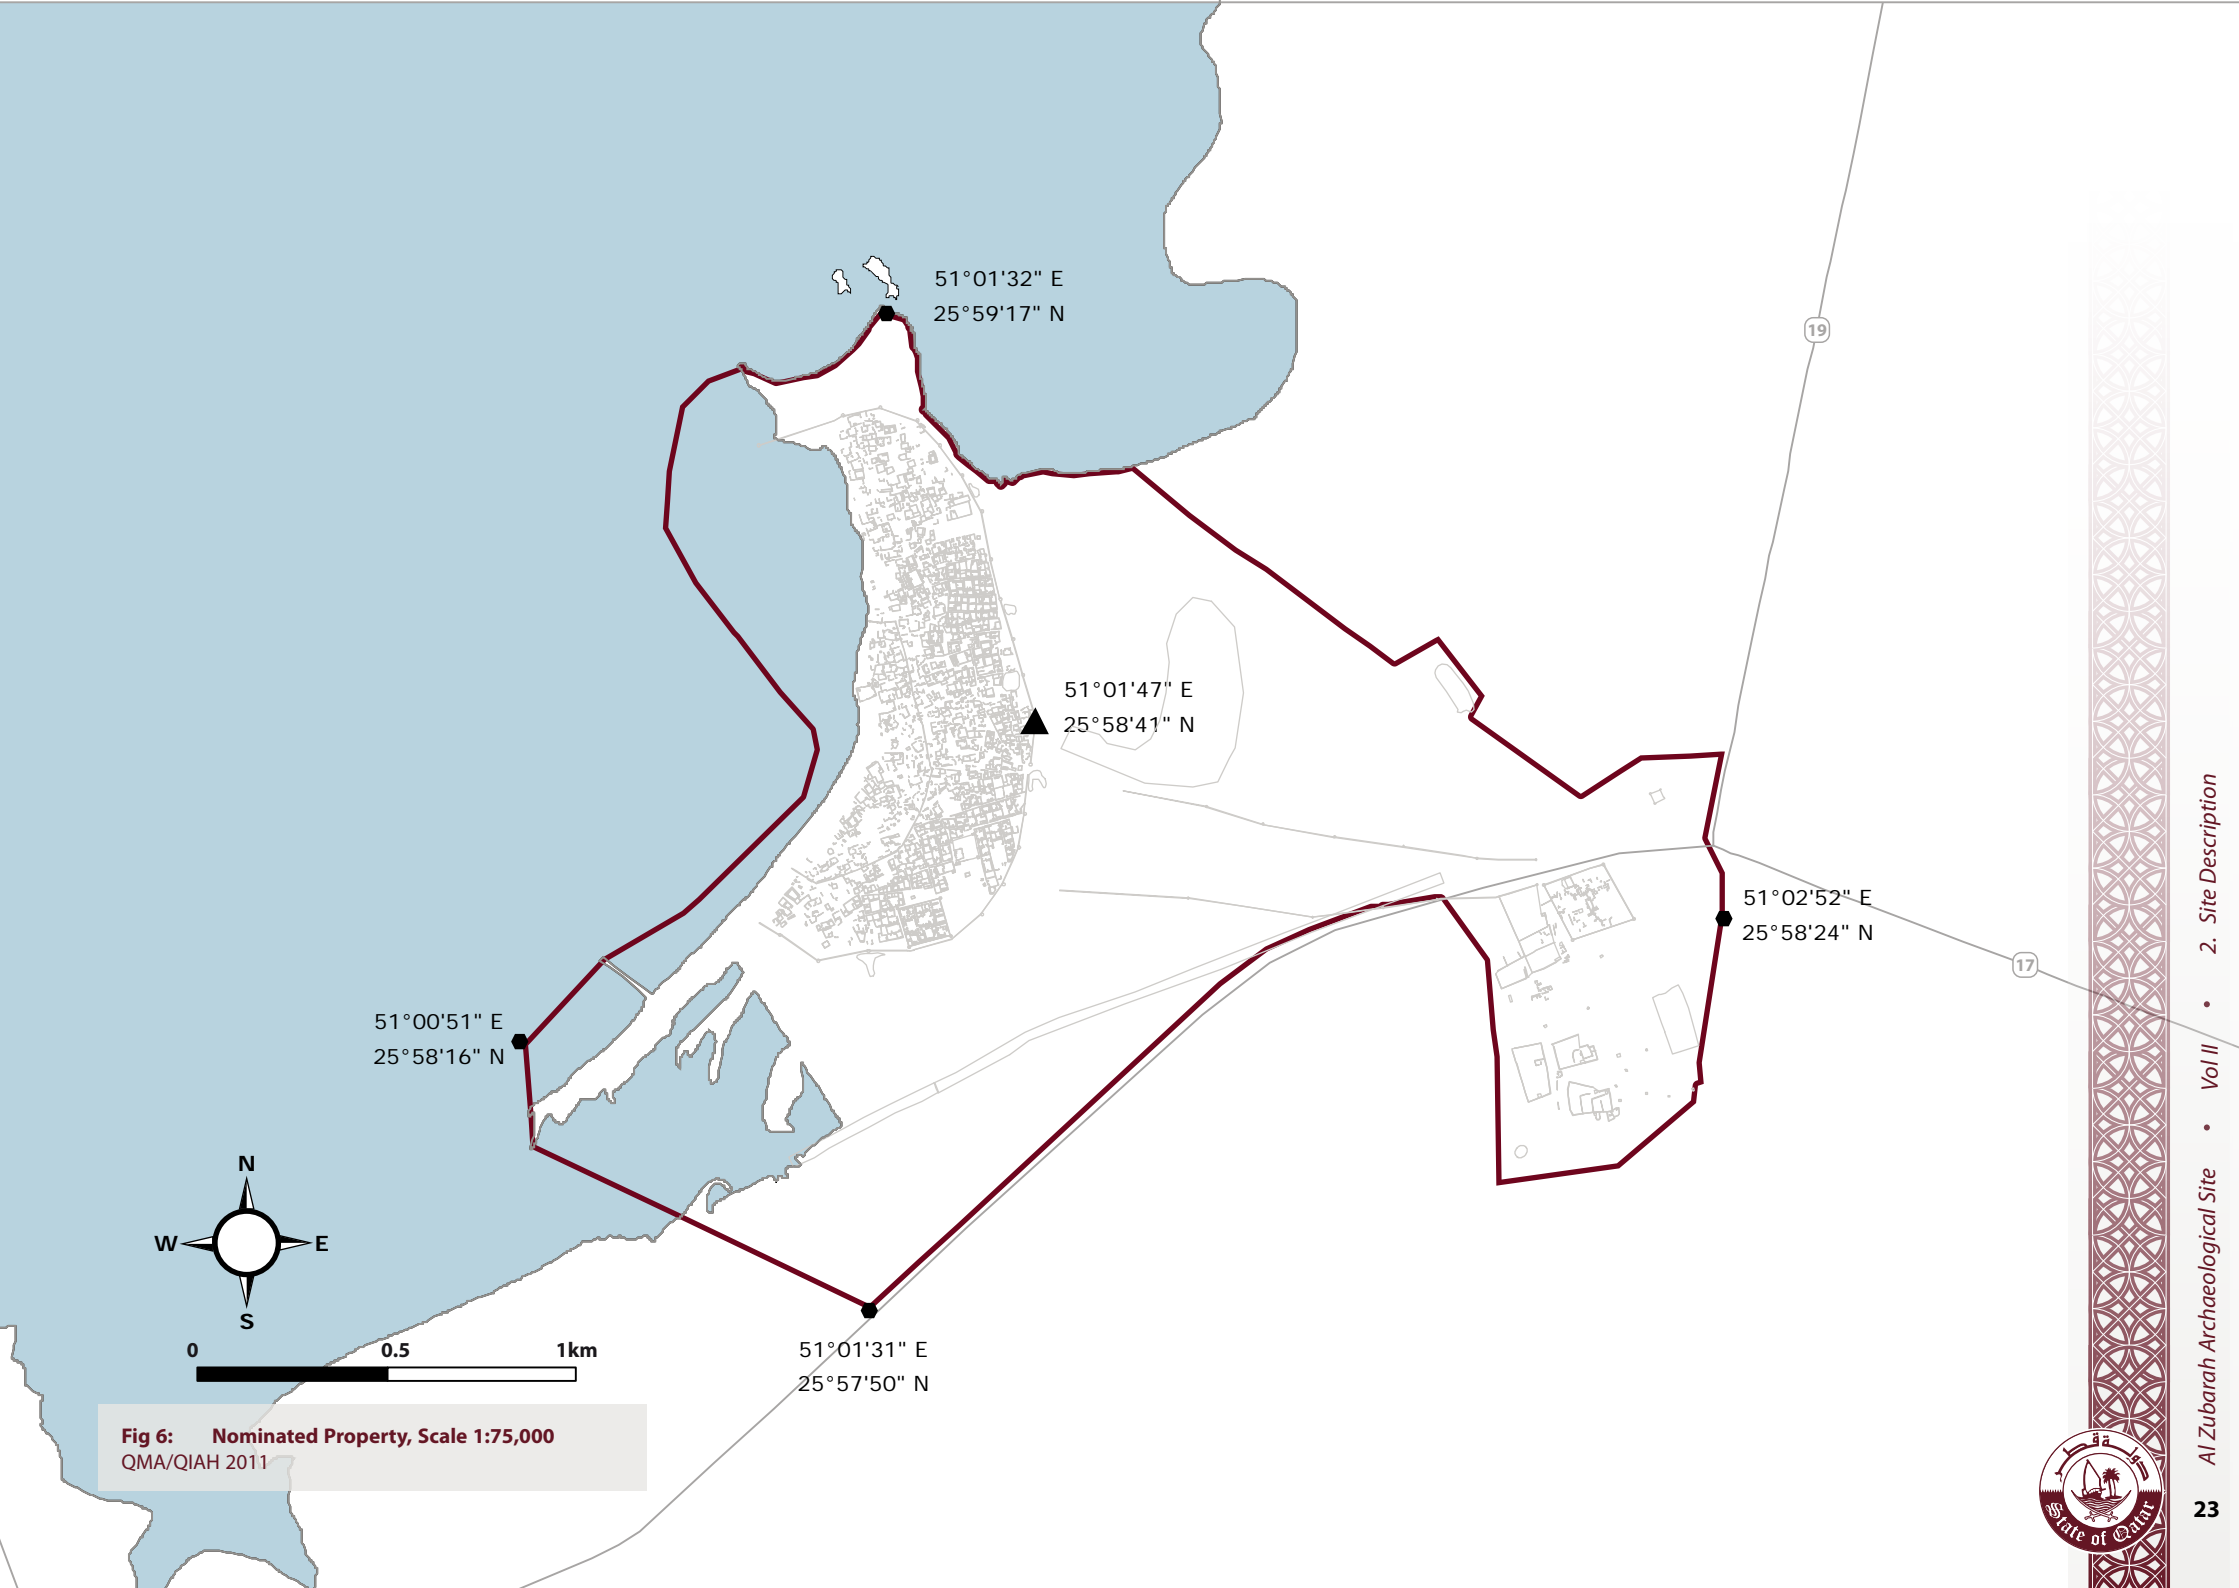 51°01'32" E
25°59'17" N
19
51°01'47" E
25°58'41" N
51°02'52" E
25°58'24" N
17
51°00'51" E
25°58'16" N
N
W E
S
51°01'31" E
25°57'50" N
0 0.5 1km
Fig 6: Nominated Property, Scale 1:75,000
QMA/QIAH 2011
Al Zubarah Archaeological Site • Vol II • 2. Site Description
دولة قطر
State of Qatar
23